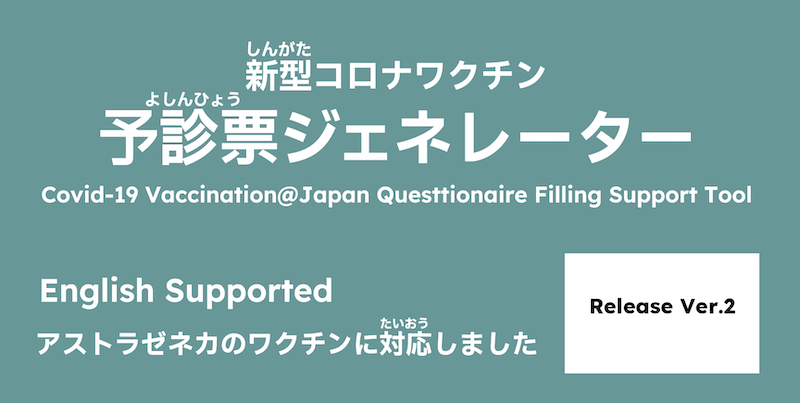 しんがた
新型コロナワクチン
よしんひょう
予診票ジェネレーター
Covid-19 Vaccination@Japan Questtionaire Filling Support Tool
English Supported
Release Ver.2
たいおう
アストラゼネカのワクチンに対応しました